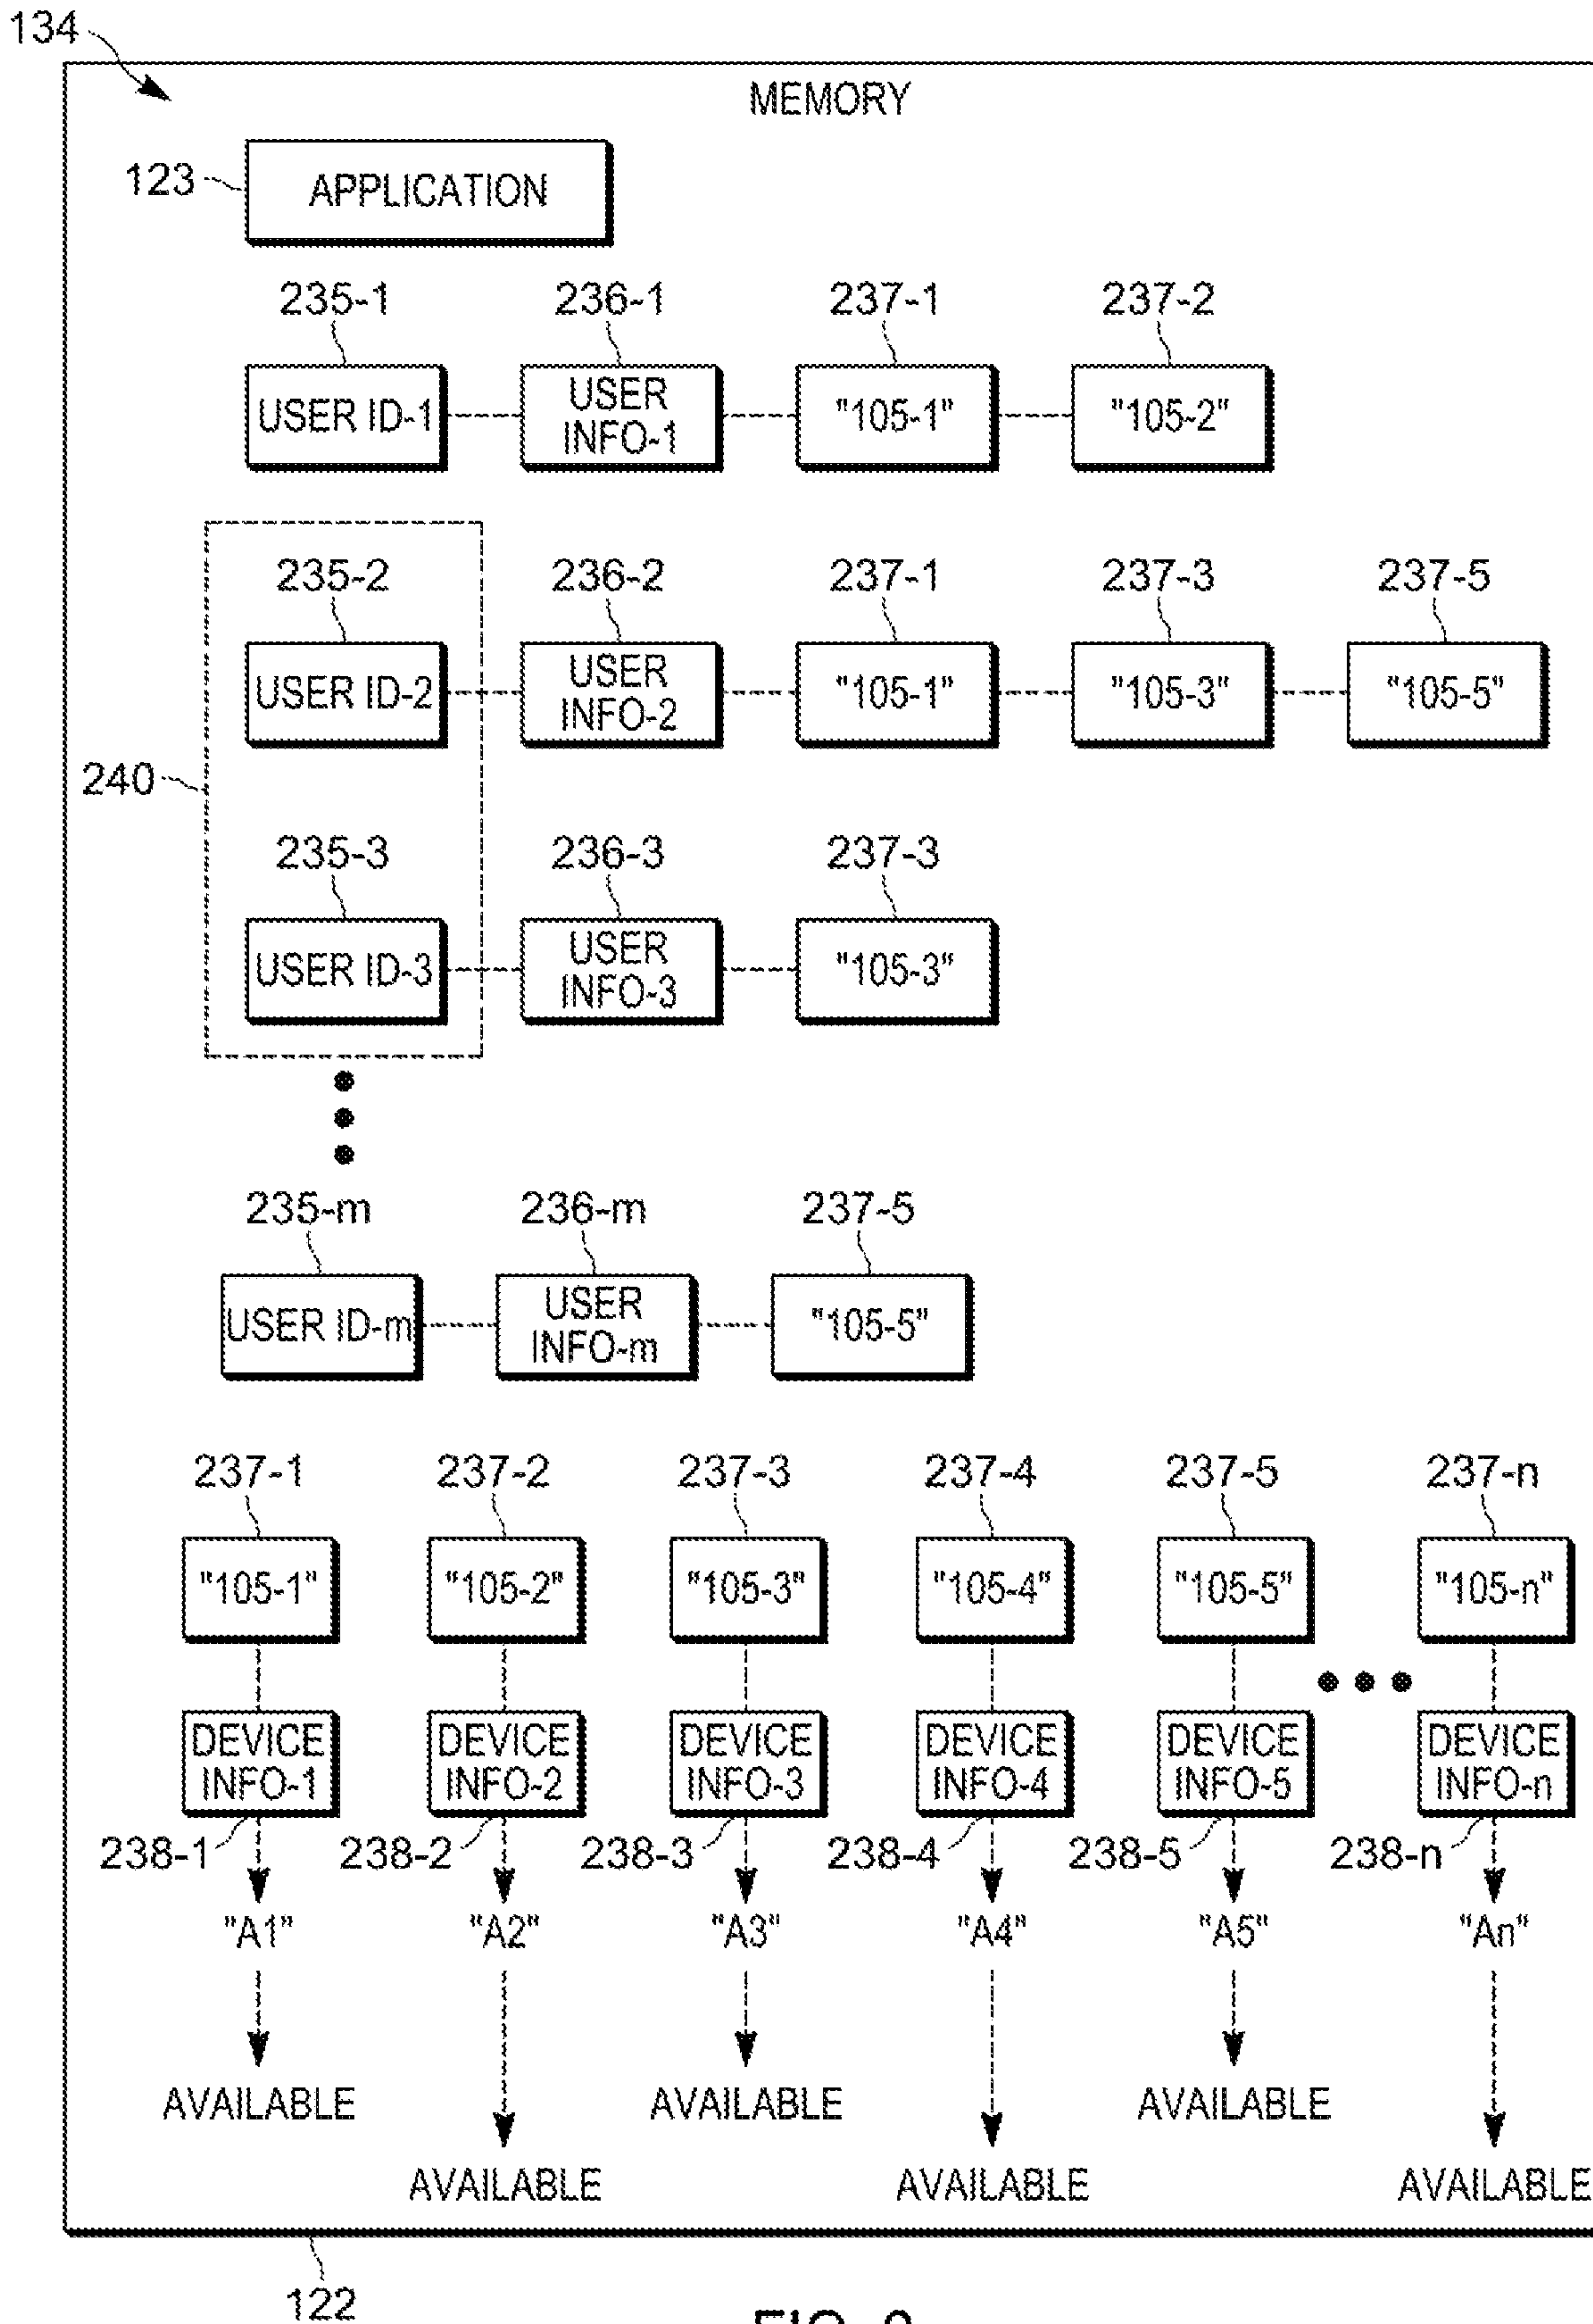 134
MEMORY
123
APPLICATION
235-1 236-1 237-1 237-2
USER ID-1 USER INFO-1 "105-1" "105-2"
235-2 236-2 237-1 237-3 237-5
USER ID-2 USER INFO-2 "105-1" "105-3" "105-5"
240
235-3 236-3 237-3
USER ID-3 USER INFO-3 "105-3"
235-m 236-m 237-5
USER ID-m USER INFO-m "105-5"
237-1 237-2 237-3 237-4 237-5 237-n
"105-1" "105-2" "105-3" "105-4" "105-5" "105-n"
DEVICE DEVICE DEVICE DEVICE DEVICE DEVICE
INFO-1 INFO-2 INFO-3 INFO-4 INFO-5 INFO-n
238-1 238-2 238-3 238-4 238-5 238-n
"A1" "A2" "A3" "A4" "A5" "An"
AVAILABLE AVAILABLE AVAILABLE
AVAILABLE AVAILABLE AVAILABLE
122
FIG.